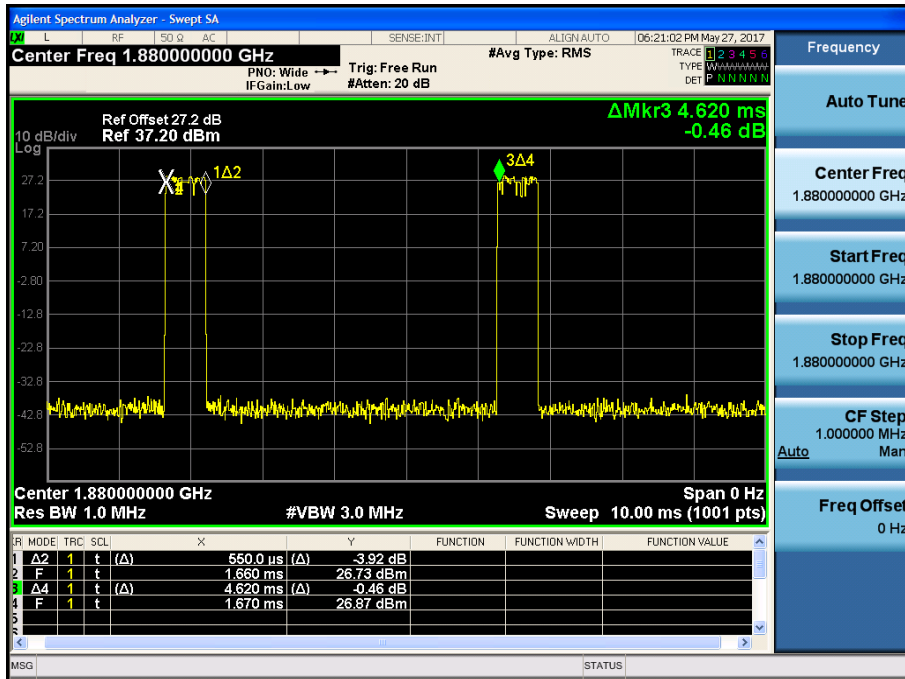 Agilent Spectrum Analyzer - Swept SA
LXI L RF 50 Ω AC SENSE:INT ALIGN AUTO 06:21:02 PM May 27, 2017
Center Freq 1.880000000 GHz
PNO: Wide
IFGain:Low
Trig: Free Run
#Atten: 20 dB
#Avg Type: RMS
TRACE 1 2 3 4 5 6
TYPE WWWWWW
DET P N N N N N
Frequency
Auto Tune
Center Freq
1.880000000 GHz
Start Freq
1.880000000 GHz
Stop Freq
1.880000000 GHz
CF Step
1.000000 MHz
Auto Man
Freq Offset
0 Hz
ΔMkr3 4.620 ms
-0.46 dB
Ref Offset 27.2 dB
10 dB/div Ref 37.20 dBm
Log
X 1Δ2 3Δ4
27.2
17.2
7.20
-2.80
-12.8
-22.8
-32.8
-42.8
-52.8
Center 1.880000000 GHz Span 0 Hz
Res BW 1.0 MHz #VBW 3.0 MHz Sweep 10.00 ms (1001 pts)
MODE TRC SCL X Y FUNCTION FUNCTION WIDTH FUNCTION VALUE
1 Δ2 1 t (Δ) 550.0 µs (Δ) -3.92 dB
2 F 1 t 1.660 ms 26.73 dBm
3 Δ4 1 t (Δ) 4.620 ms (Δ) -0.46 dB
4 F 1 t 1.670 ms 26.87 dBm
5
MSG STATUS